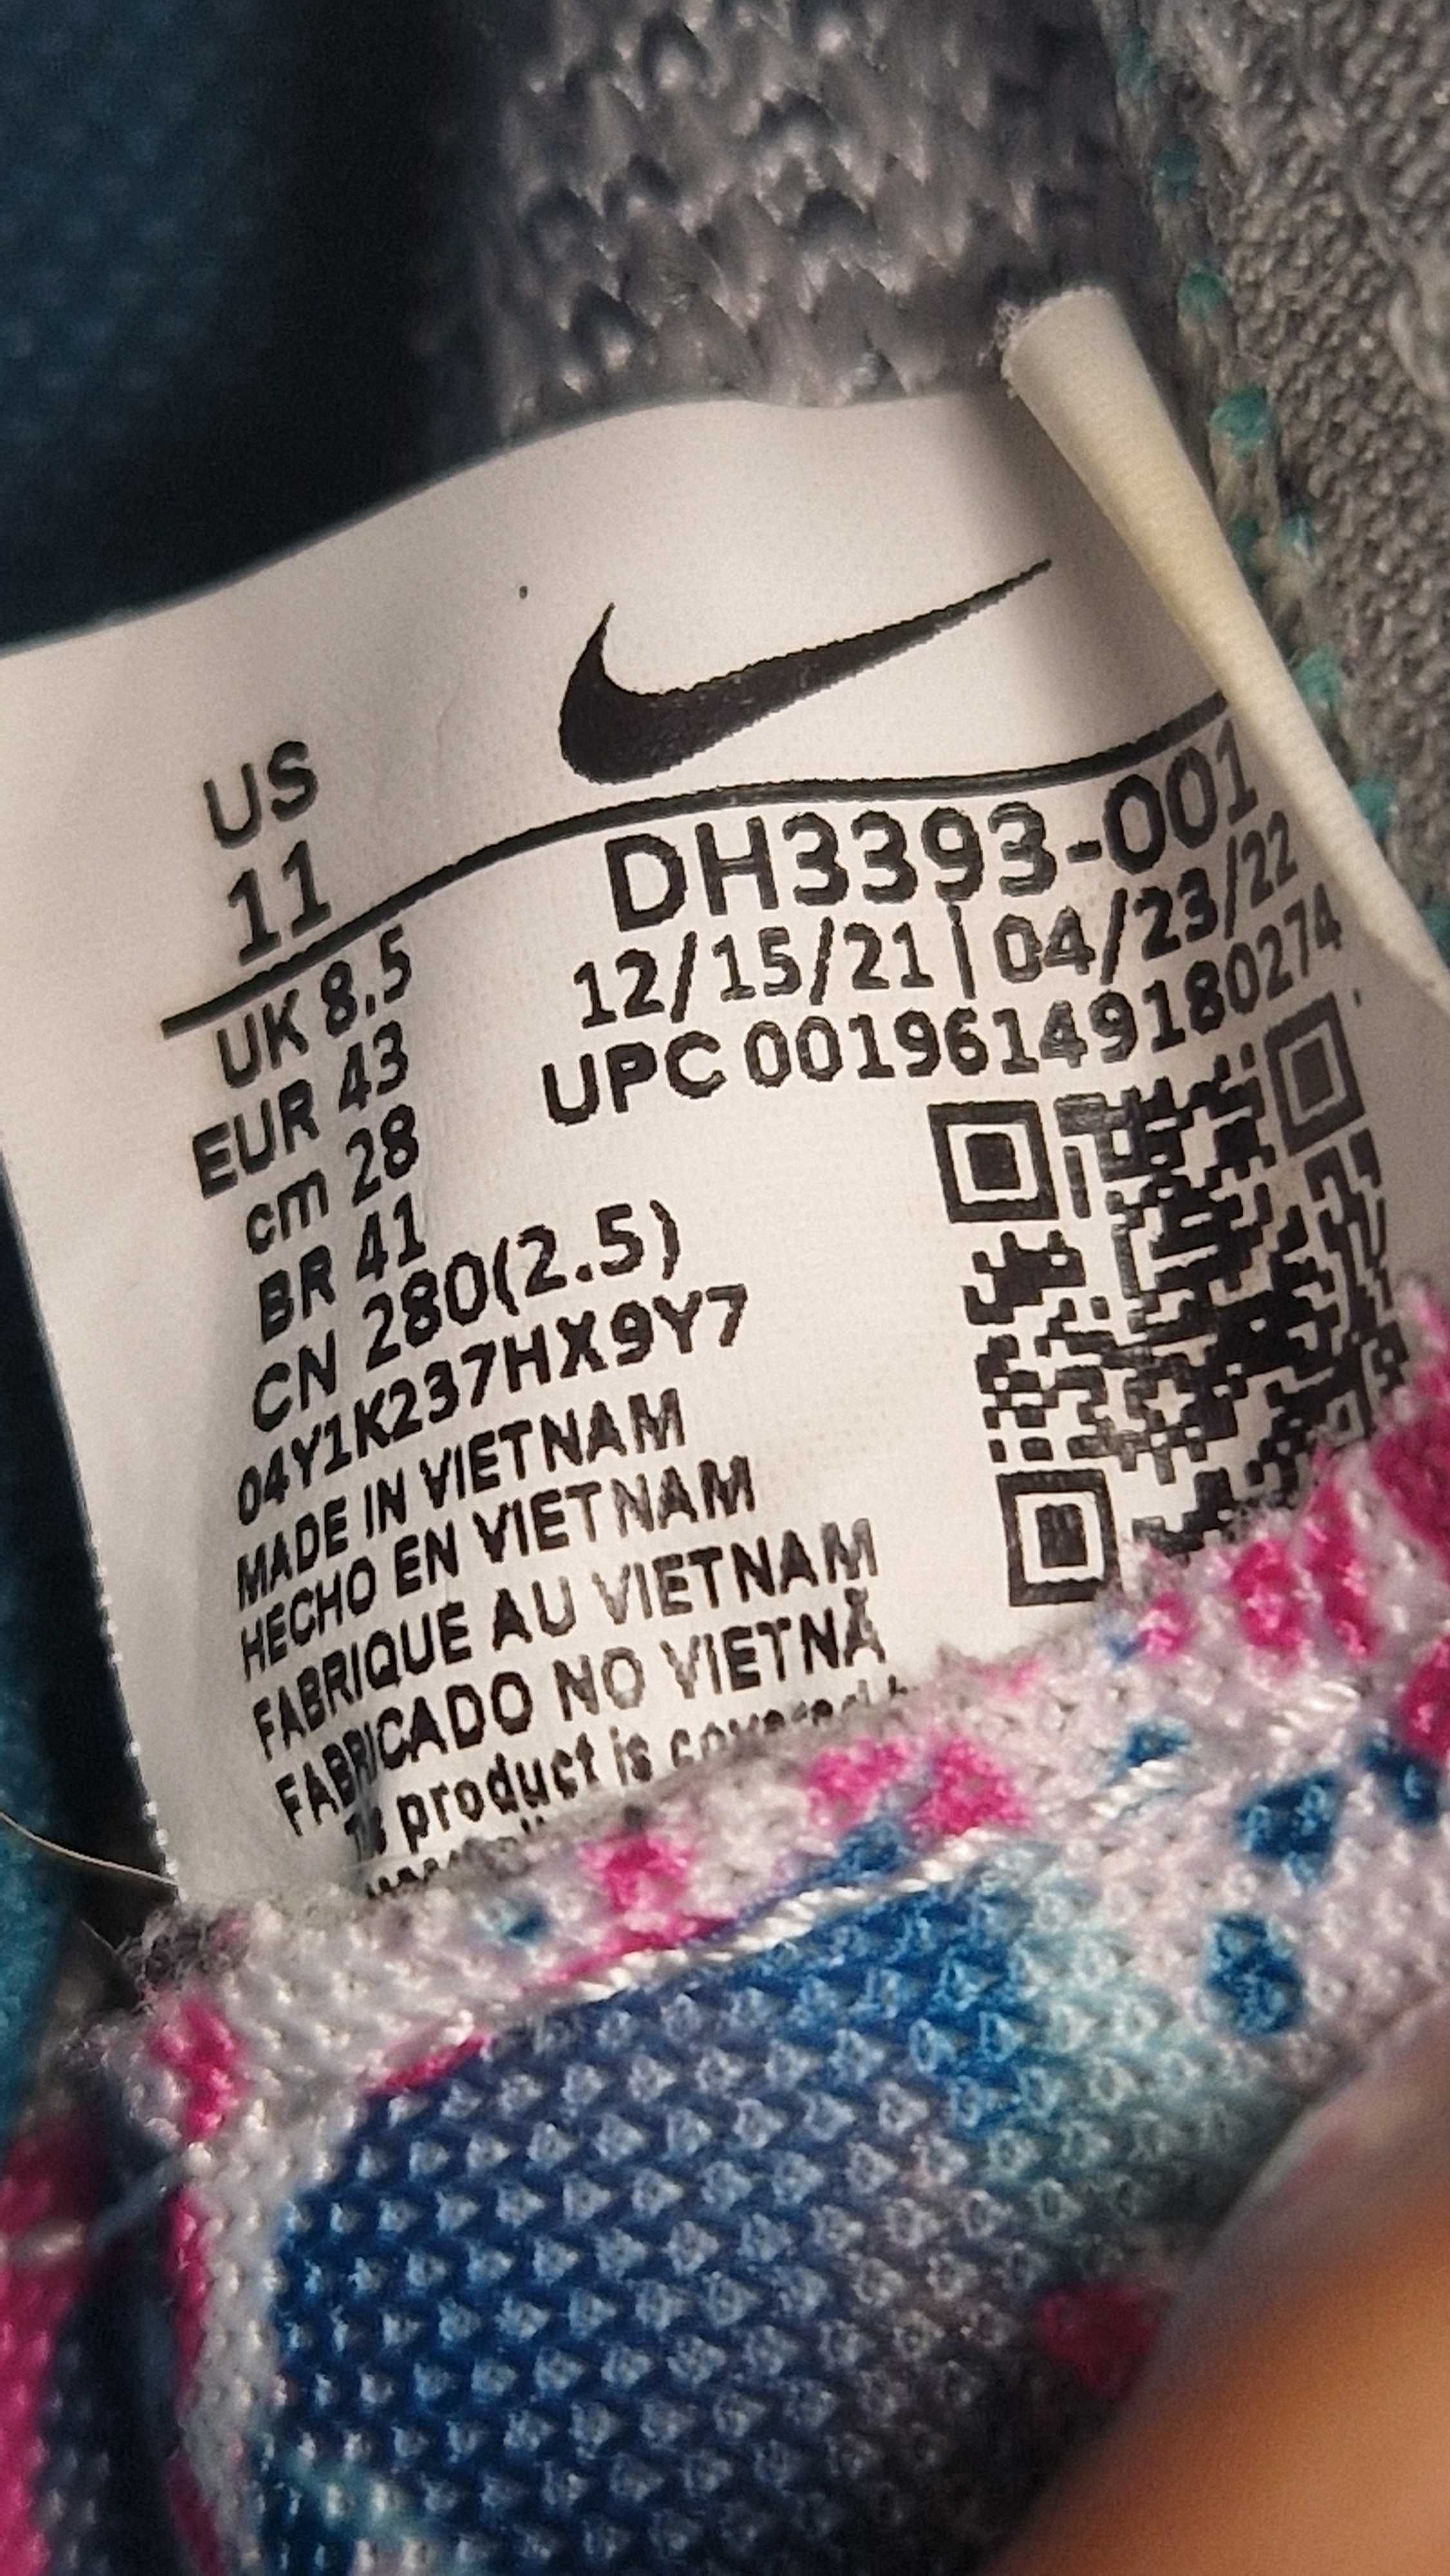 US
11
UK 8.5
EUR 43
cm 28
BR 41
CN 280(2.5)
04Y1K237HX9Y7
MADE IN VIETNAM
HECHO EN VIETNAM
FABRIQUE AU VIETNAM
FABRICADO NO VIETNÃ
product is covered
DH3393-001
12/15/21 | 04/23/22
UPC 00196149180274